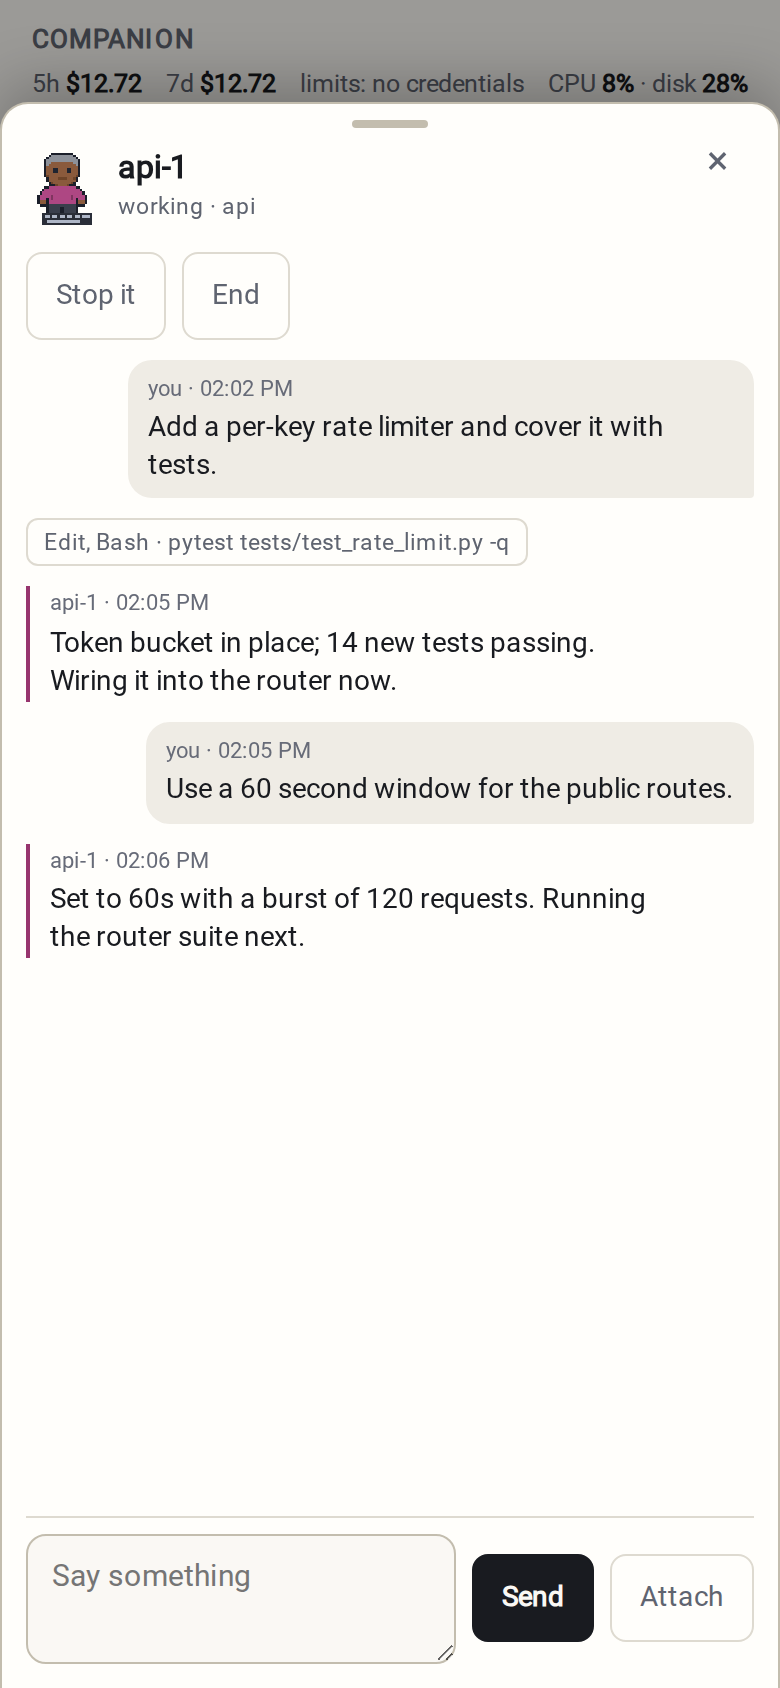 COMPANION
5h $12.72 7d $12.72 limits: no credentials CPU 8% · disk 28%
api-1
×
working · api
Stop it
End
you · 02:02 PM
Add a per-key rate limiter and cover it with
tests.
Edit, Bash · pytest tests/test_rate_limit.py -q
api-1 · 02:05 PM
Token bucket in place; 14 new tests passing.
Wiring it into the router now.
you · 02:05 PM
Use a 60 second window for the public routes.
api-1 · 02:06 PM
Set to 60s with a burst of 120 requests. Running
the router suite next.
Say something
Send
Attach